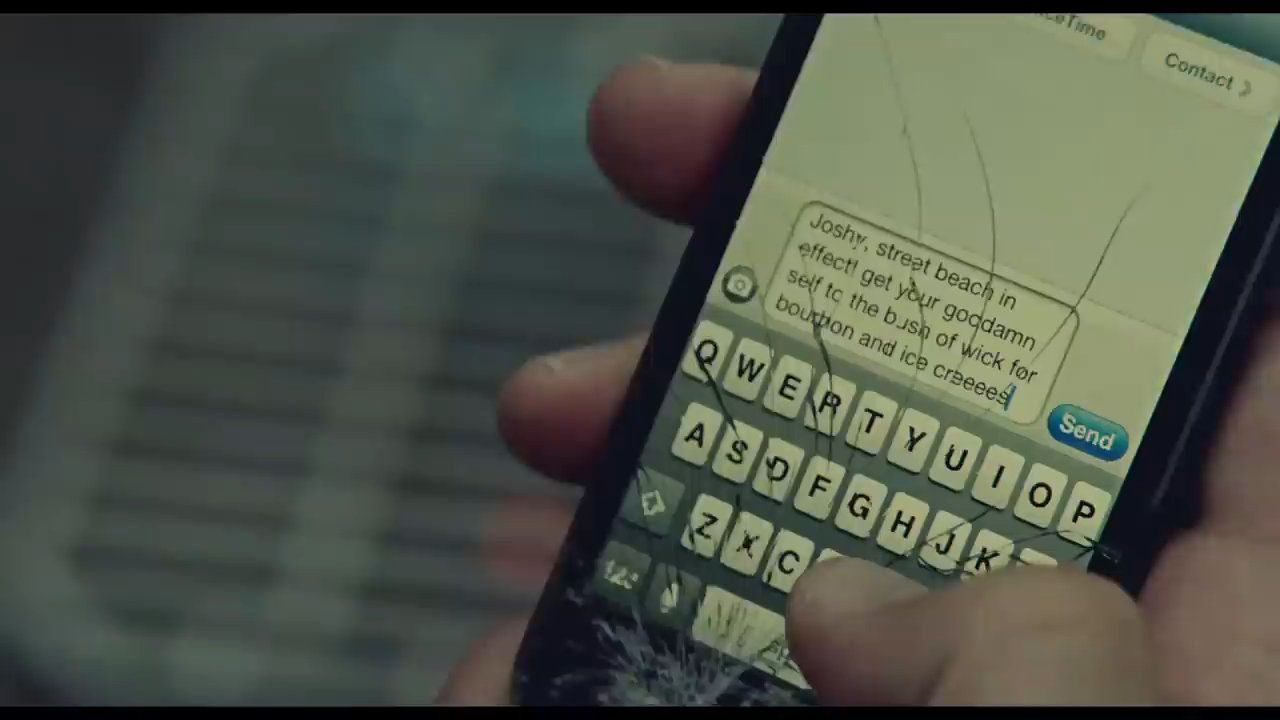 Contact
Joshy, street beach in
effect! get your goddamn
self to the bush of wick for
bourbon and ice creeees
Send
Q W E R T Y U I O P
A S D F G H J K
Z X C